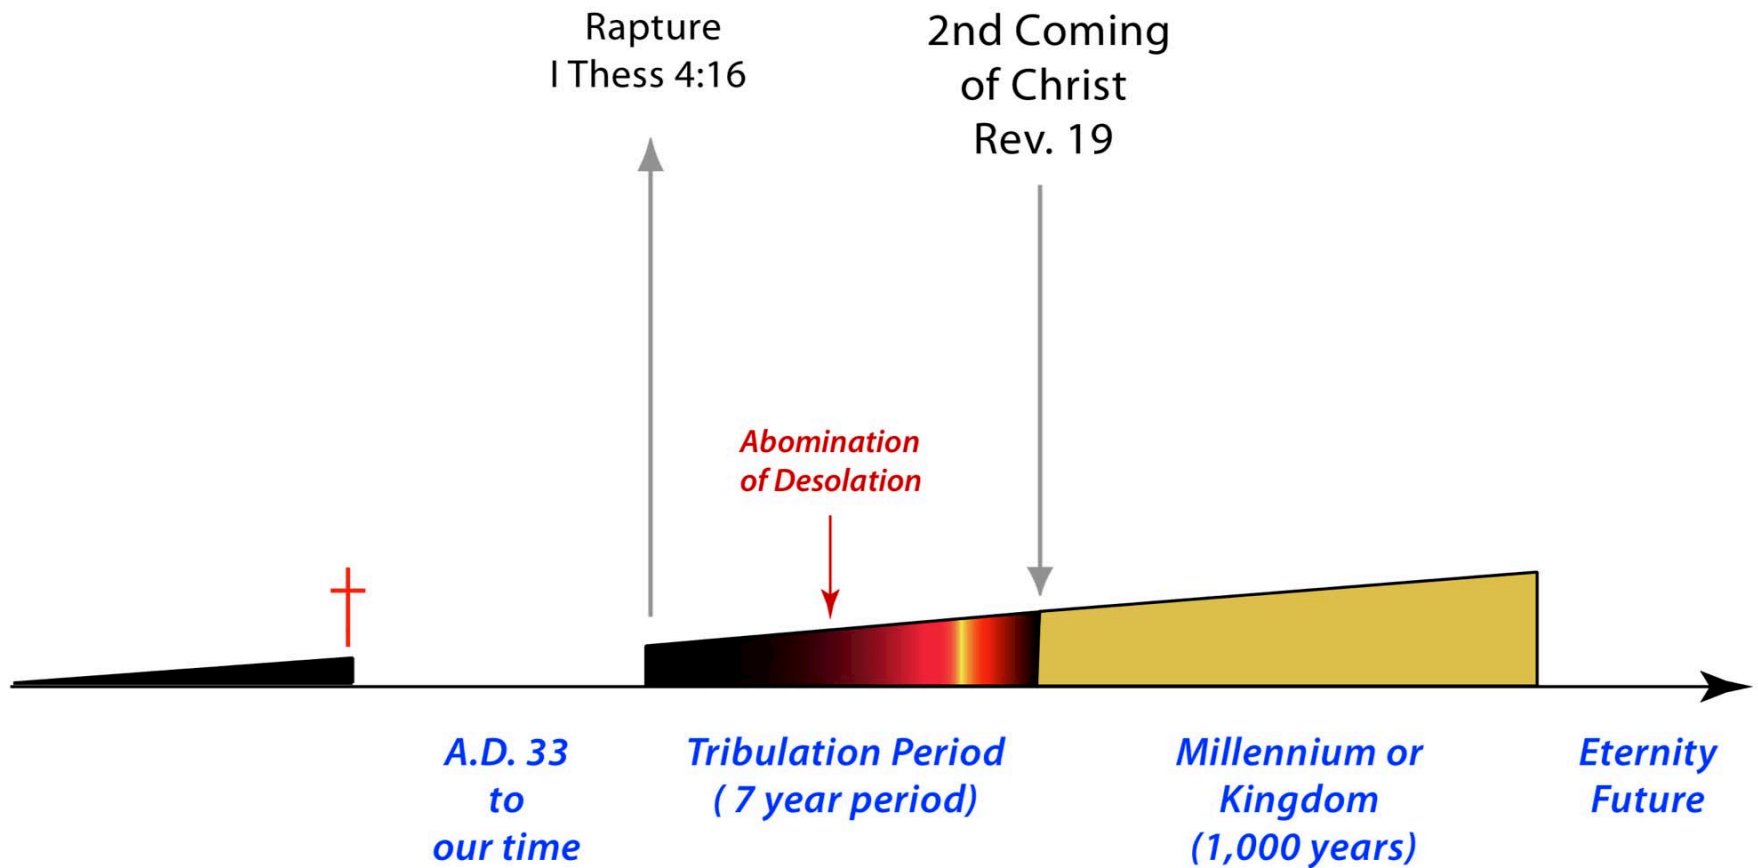 Rapture
I Thess 4:16
2nd Coming
of Christ
Rev. 19
Abomination
of Desolation
A.D. 33
to
our time
Tribulation Period
( 7 year period)
Millennium or
Kingdom
(1,000 years)
Eternity
Future